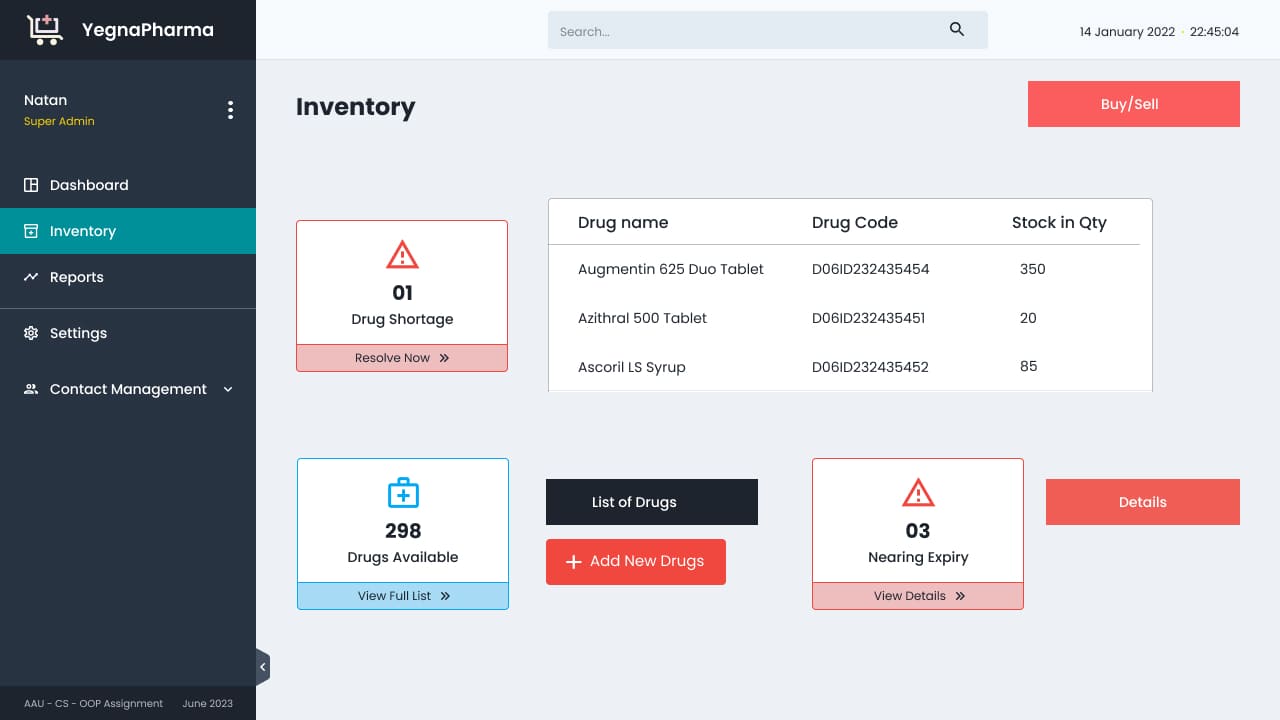 YegnaPharma
Search...
14 January 2022 · 22:45:04
Natan
Super Admin
Dashboard
Inventory
Reports
Settings
Contact Management
AAU - CS - OOP Assignment June 2023
Inventory
Buy/Sell
01
Drug Shortage
Resolve Now »
Drug name Drug Code Stock in Qty
Augmentin 625 Duo Tablet D06ID232435454 350
Azithral 500 Tablet D06ID232435451 20
Ascoril LS Syrup D06ID232435452 85
298
Drugs Available
View Full List »
List of Drugs
+ Add New Drugs
03
Nearing Expiry
View Details »
Details